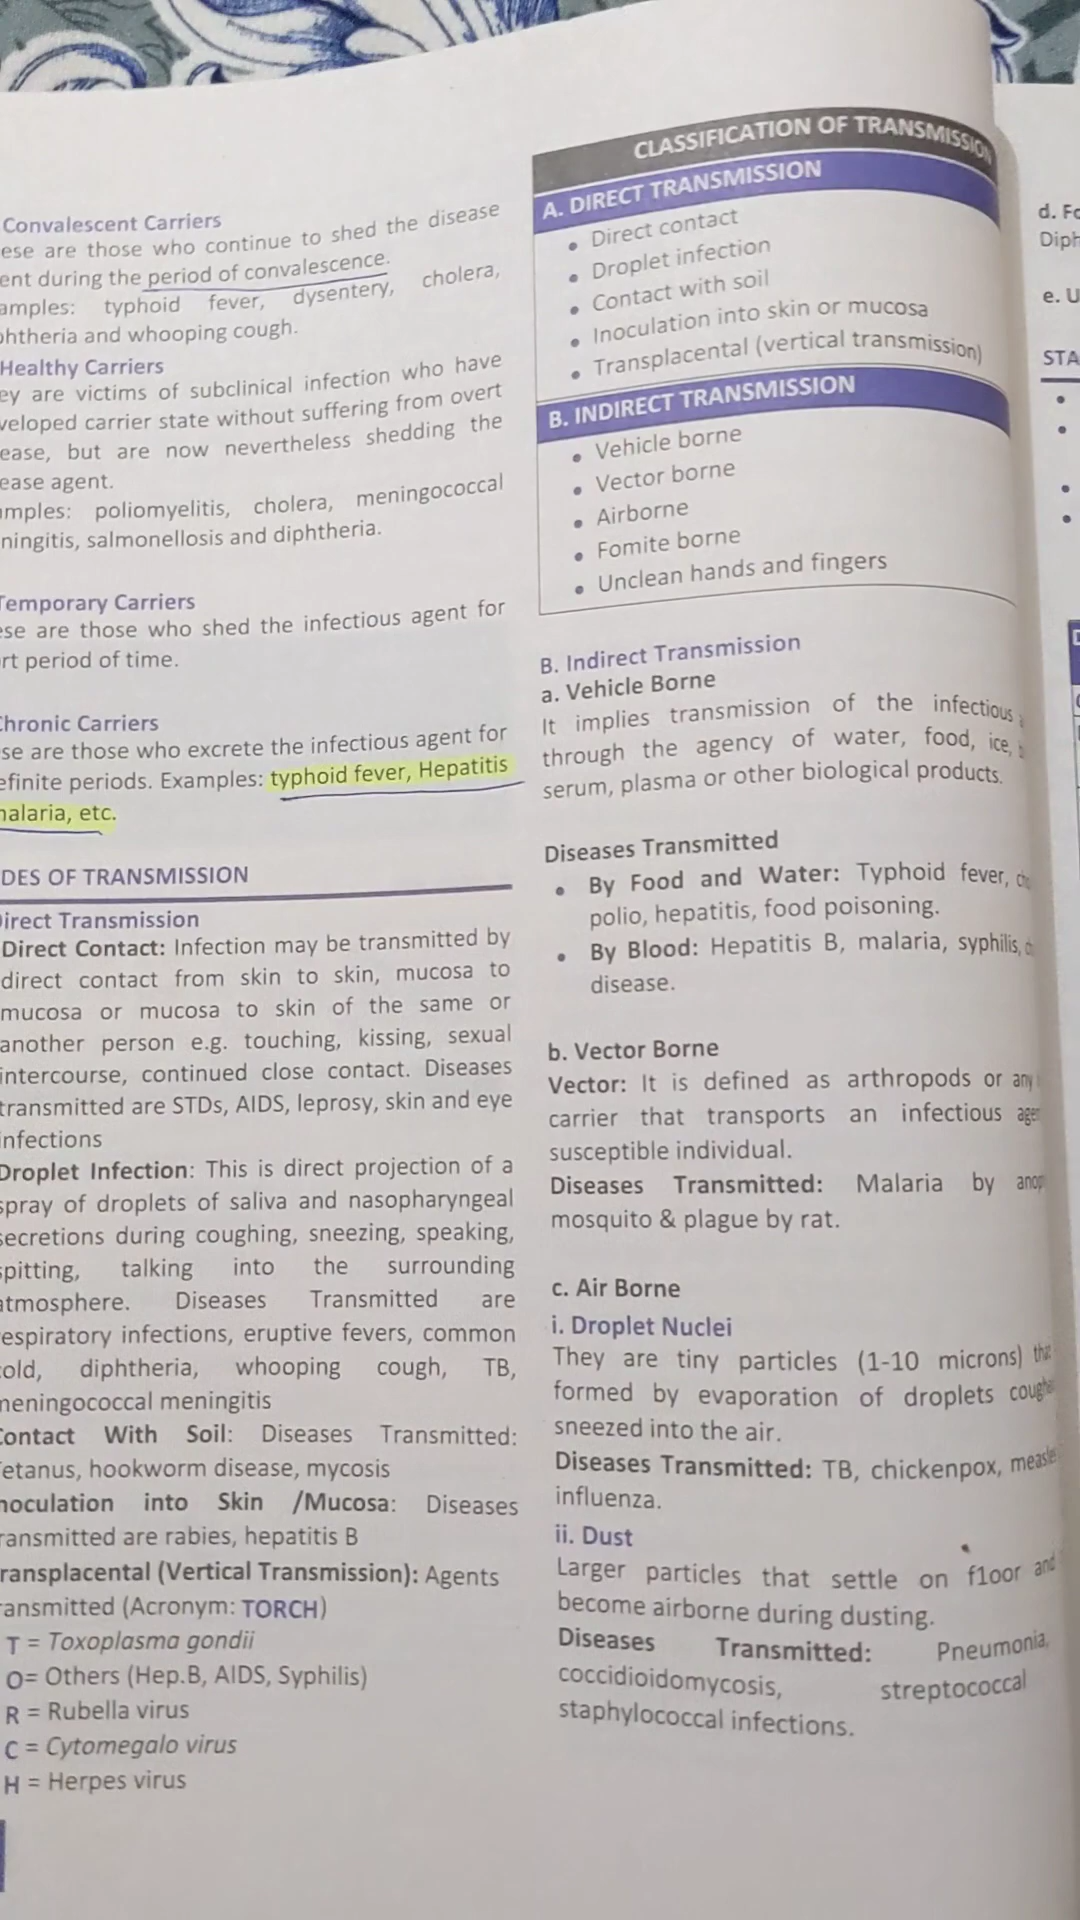 Convalescent Carriers
ese are those who continue to shed the disease
ent during the period of convalescence.
amples: typhoid fever, dysentery, cholera,
htheria and whooping cough.
Healthy Carriers
ey are victims of subclinical infection who have
veloped carrier state without suffering from overt
ease, but are now nevertheless shedding the
ease agent.
mples: poliomyelitis, cholera, meningococcal
ningitis, salmonellosis and diphtheria.
Temporary Carriers
ese are those who shed the infectious agent for
rt period of time.
Chronic Carriers
se are those who excrete the infectious agent for
efinite periods. Examples: typhoid fever, Hepatitis
malaria, etc.
DES OF TRANSMISSION
Direct Transmission
Direct Contact: Infection may be transmitted by
direct contact from skin to skin, mucosa to
mucosa or mucosa to skin of the same or
another person e.g. touching, kissing, sexual
intercourse, continued close contact. Diseases
transmitted are STDs, AIDS, leprosy, skin and eye
infections
Droplet Infection: This is direct projection of a
spray of droplets of saliva and nasopharyngeal
secretions during coughing, sneezing, speaking,
spitting, talking into the surrounding
atmosphere. Diseases Transmitted are
espiratory infections, eruptive fevers, common
cold, diphtheria, whooping cough, TB,
meningococcal meningitis
Contact With Soil: Diseases Transmitted:
Tetanus, hookworm disease, mycosis
noculation into Skin /Mucosa: Diseases
ransmitted are rabies, hepatitis B
ransplacental (Vertical Transmission): Agents
ansmitted (Acronym: TORCH)
T = Toxoplasma gondii
O= Others (Hep.B, AIDS, Syphilis)
R = Rubella virus
C = Cytomegalo virus
H = Herpes virus
CLASSIFICATION OF TRANSMISSION
A. DIRECT TRANSMISSION
• Direct contact
• Droplet infection
• Contact with soil
• Inoculation into skin or mucosa
• Transplacental (vertical transmission)
B. INDIRECT TRANSMISSION
• Vehicle borne
• Vector borne
• Airborne
• Fomite borne
• Unclean hands and fingers
B. Indirect Transmission
a. Vehicle Borne
It implies transmission of the infectious
through the agency of water, food, ice,
serum, plasma or other biological products.
Diseases Transmitted
• By Food and Water: Typhoid fever,
polio, hepatitis, food poisoning.
• By Blood: Hepatitis B, malaria, syphilis,
disease.
b. Vector Borne
Vector: It is defined as arthropods or any
carrier that transports an infectious age
susceptible individual.
Diseases Transmitted: Malaria by anop
mosquito & plague by rat.
c. Air Borne
i. Droplet Nuclei
They are tiny particles (1-10 microns) that
formed by evaporation of droplets coughe
sneezed into the air.
Diseases Transmitted: TB, chickenpox, measle
influenza.
ii. Dust
Larger particles that settle on f1oor and
become airborne during dusting.
Diseases Transmitted: Pneumonia,
coccidioidomycosis, streptococcal
staphylococcal infections.
d. Fo
Diph
e. U
STA